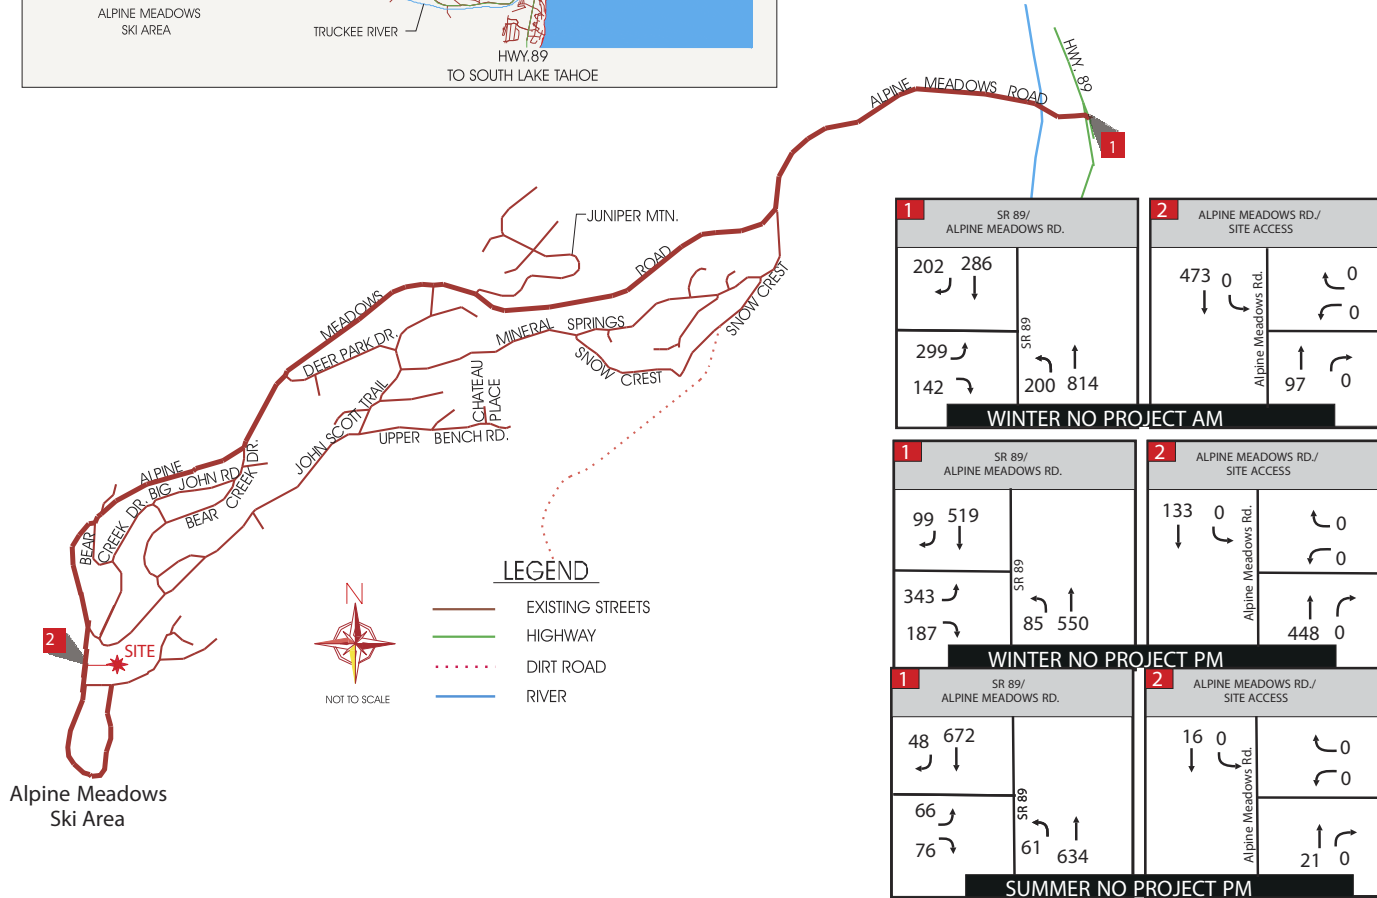 ALPINE MEADOWS
SKI AREA
TRUCKEE RIVER
HWY.89
TO SOUTH LAKE TAHOE
HWY. 89
ALPINE MEADOWS ROAD
1
JUNIPER MTN.
ROAD
MEADOWS
SNOW CREST
MINERAL SPRINGS
DEER PARK DR.
SNOW CREST
CHATEAU
PLACE
JOHN SCOTT TRAIL
UPPER BENCH RD.
ALPINE
BIG JOHN RD.
BEAR CREEK DR.
BEAR
CREEK DR.
2
SITE
Alpine Meadows
Ski Area
N
NOT TO SCALE
LEGEND
EXISTING STREETS
HIGHWAY
DIRT ROAD
RIVER
1
SR 89/
ALPINE MEADOWS RD.
202 286
299
142
SR 89
200 814
2
ALPINE MEADOWS RD./
SITE ACCESS
473 0
Alpine Meadows Rd.
0
0
97 0
WINTER NO PROJECT AM
1
SR 89/
ALPINE MEADOWS RD.
99 519
343
187
SR 89
85 550
2
ALPINE MEADOWS RD./
SITE ACCESS
133 0
Alpine Meadows Rd.
0
0
448 0
WINTER NO PROJECT PM
1
SR 89/
ALPINE MEADOWS RD.
48 672
66
76
SR 89
61 634
2
ALPINE MEADOWS RD./
SITE ACCESS
16 0
Alpine Meadows Rd.
0
0
21 0
SUMMER NO PROJECT PM